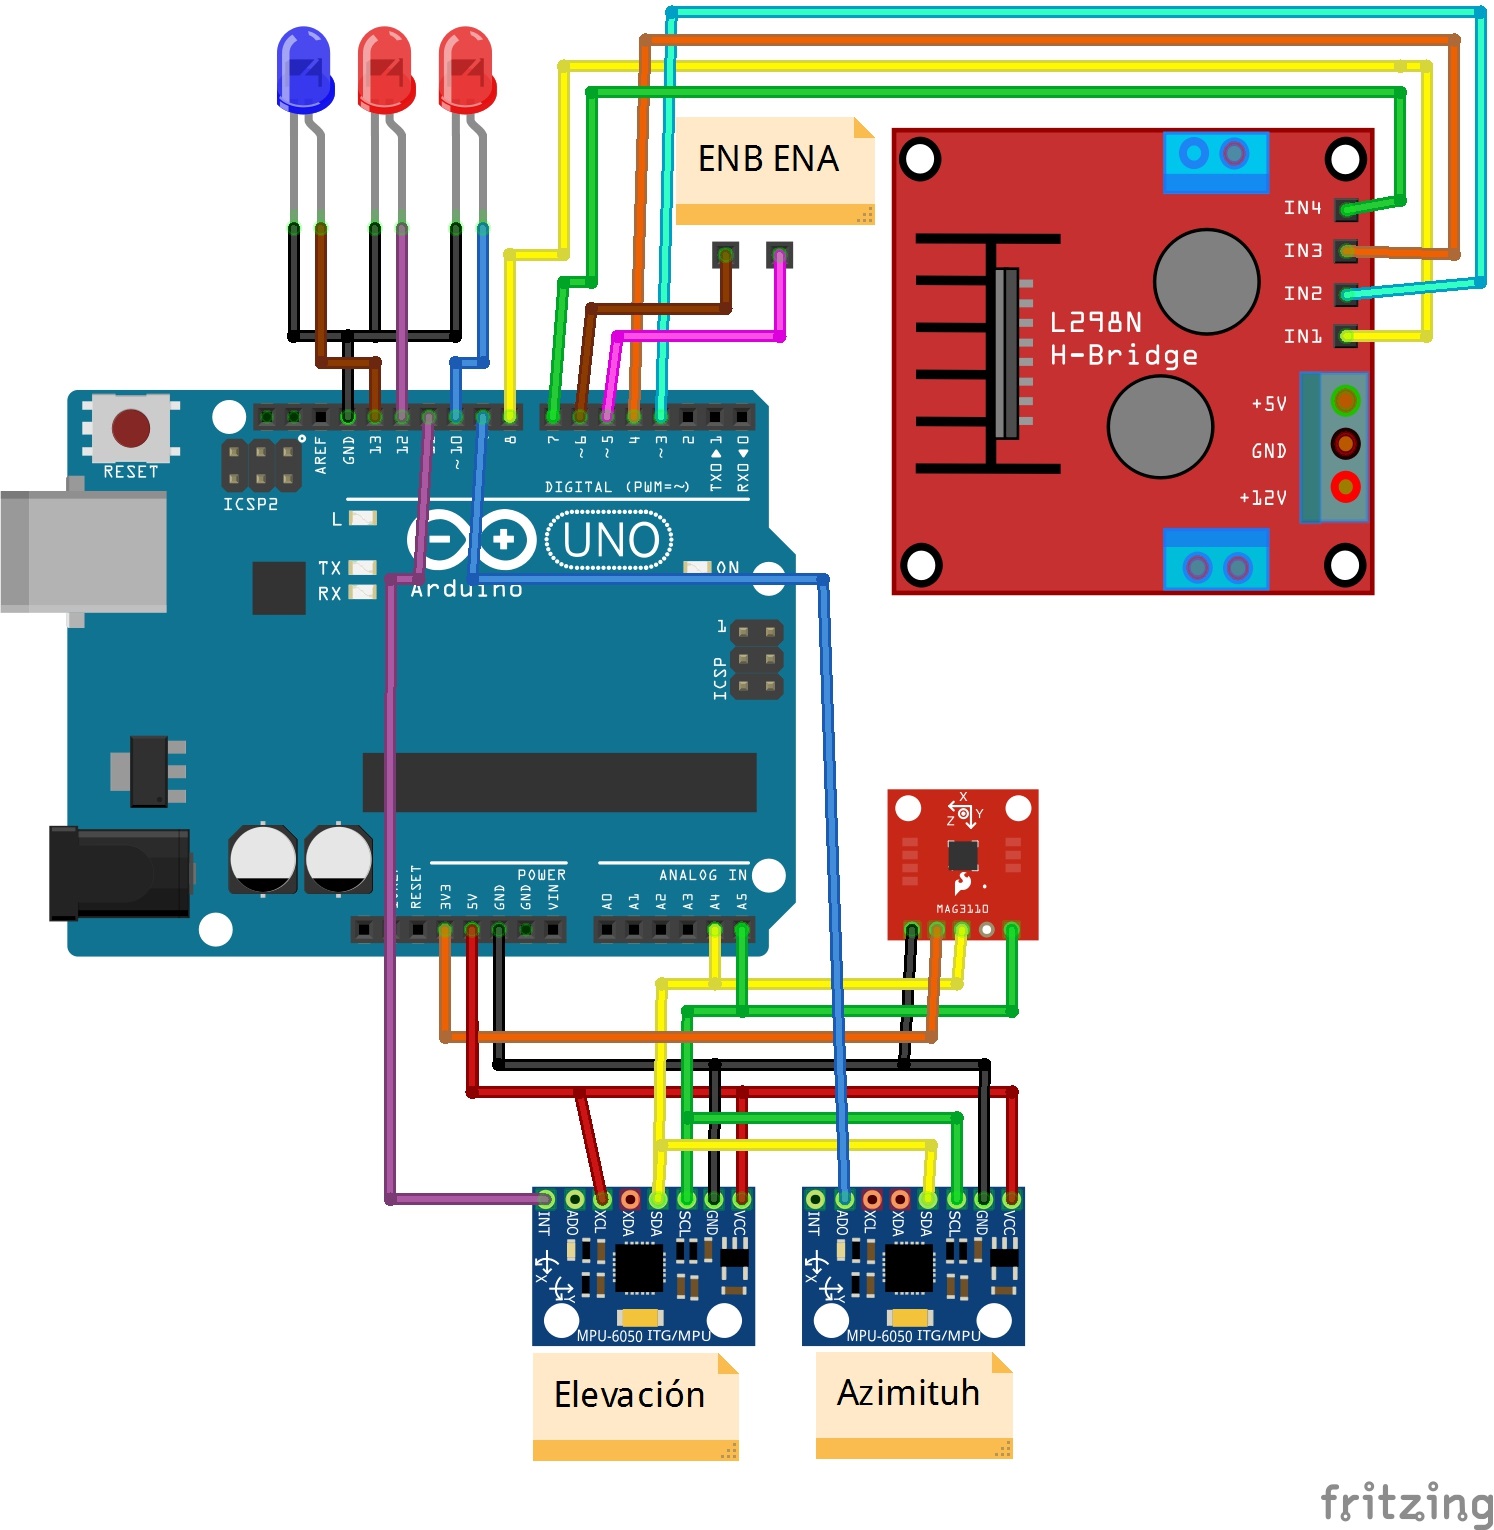 ENB ENA
IN4
IN3
IN2
IN1
L298N
H-Bridge
+5V
GND
+12V
RESET
ICSP2
AREF
GND
13
12
~10
8
7
~6
~5
4
~3
2
TX0 1
RX0 0
DIGITAL (PWM=~)
L
TX
RX
UNO
ON
Arduino
1
ICSP
RESET
3V3
5V
GND
GND
VIN
POWER
A0
A1
A2
A3
A4
A5
ANALOG IN
X
Y
Z
MAG3110
INT
ADO
XCL
XDA
SDA
SCL
GND
VCC
X
Y
MPU-6050 ITG/MPU
INT
ADO
XCL
XDA
SDA
SCL
GND
VCC
X
Y
MPU-6050 ITG/MPU
Elevación
Azimituh
fritzing